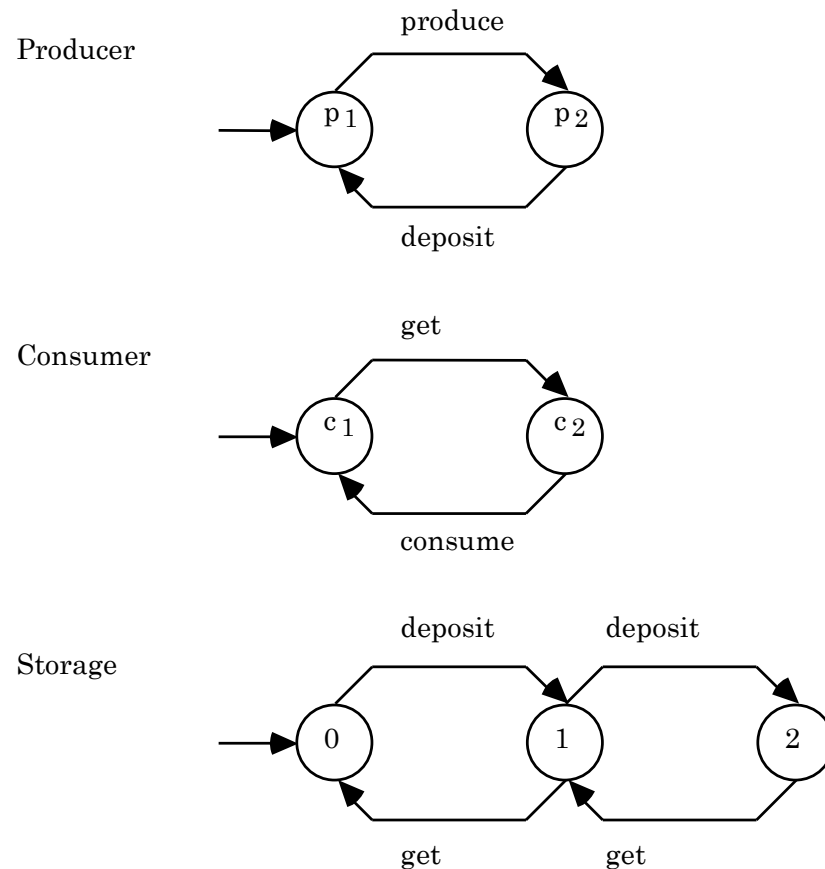 produce
Producer
p1
p2
deposit
get
Consumer
c1
c2
consume
deposit
deposit
Storage
0
1
2
get
get